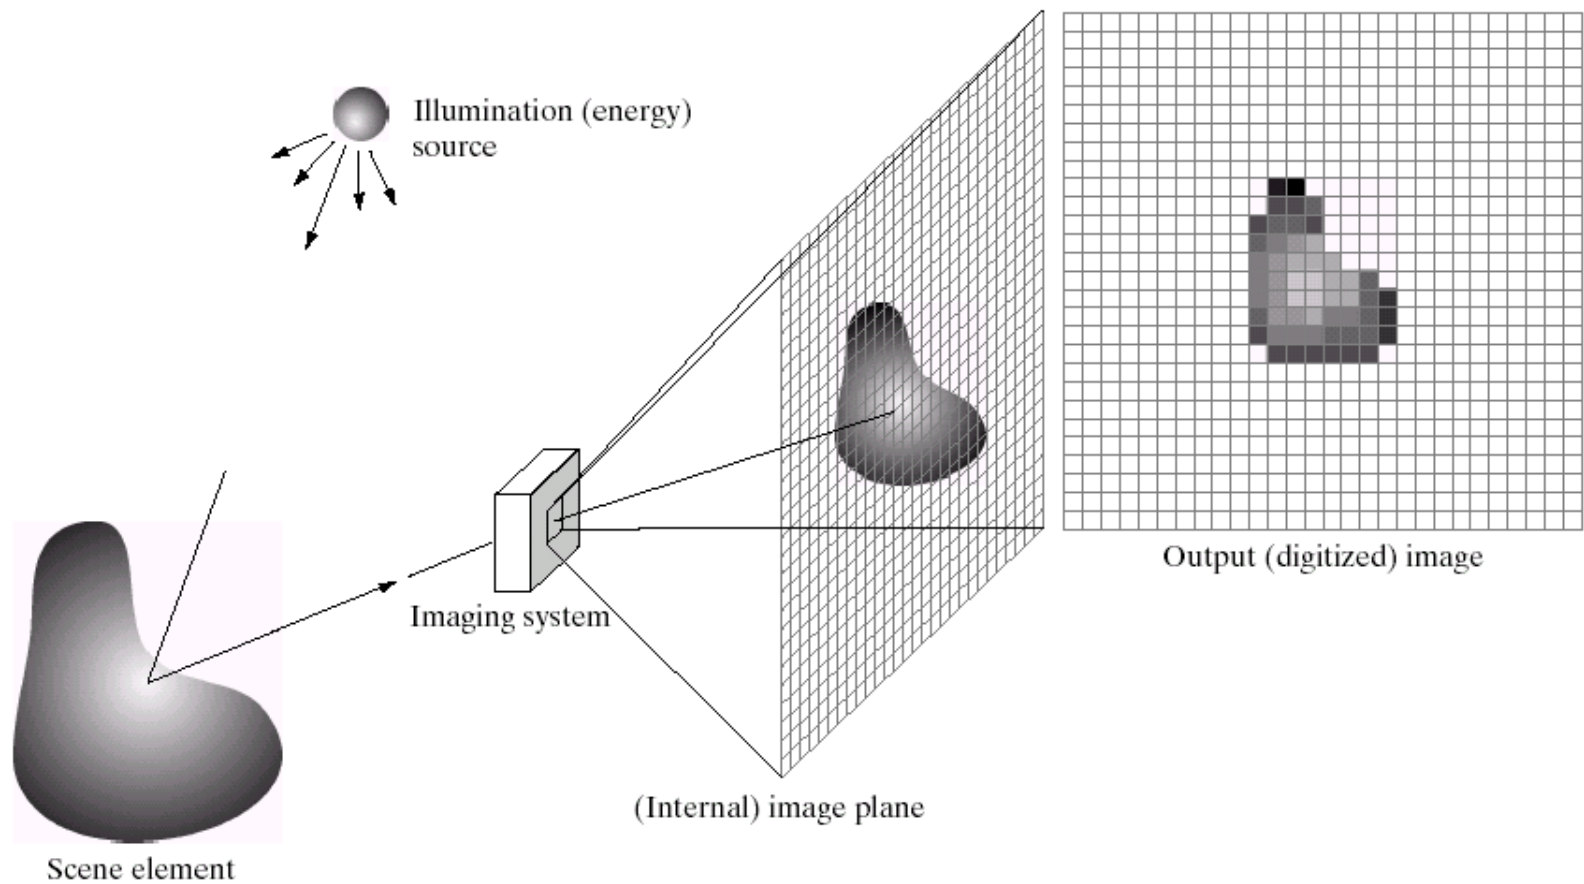 Illumination (energy)
source
Output (digitized) image
Imaging system
(Internal) image plane
Scene element